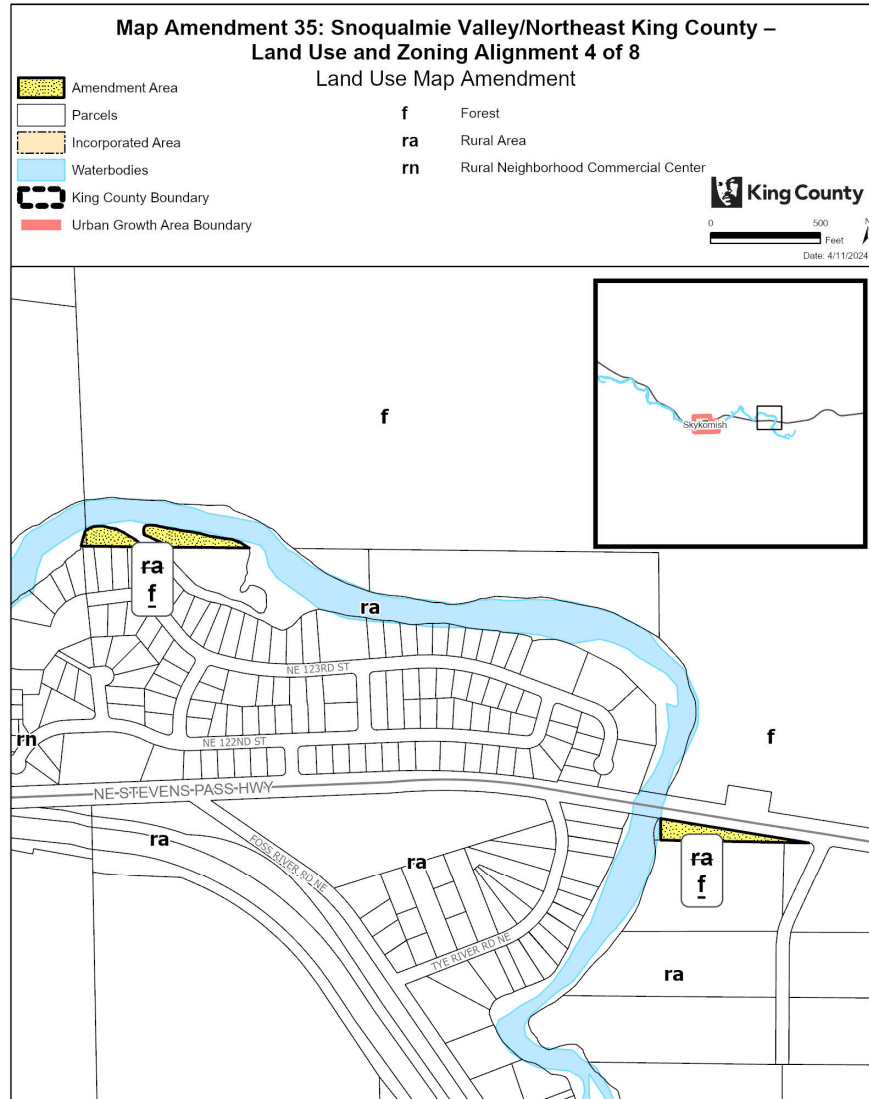 Map Amendment 35: Snoqualmie Valley/Northeast King County –
Land Use and Zoning Alignment 4 of 8
Land Use Map Amendment
Amendment Area
Parcels
Incorporated Area
Waterbodies
King County Boundary
Urban Growth Area Boundary
f Forest
ra Rural Area
rn Rural Neighborhood Commercial Center
King County
0 500
Feet
N
Date: 4/11/2024
f
Skykomish
ra
f
ra
NE 123RD ST
rn
NE 122ND ST
f
NE STEVENS PASS HWY
ra
FOSS RIVER RD NE
ra
ra
f
TYE RIVER RD NE
ra